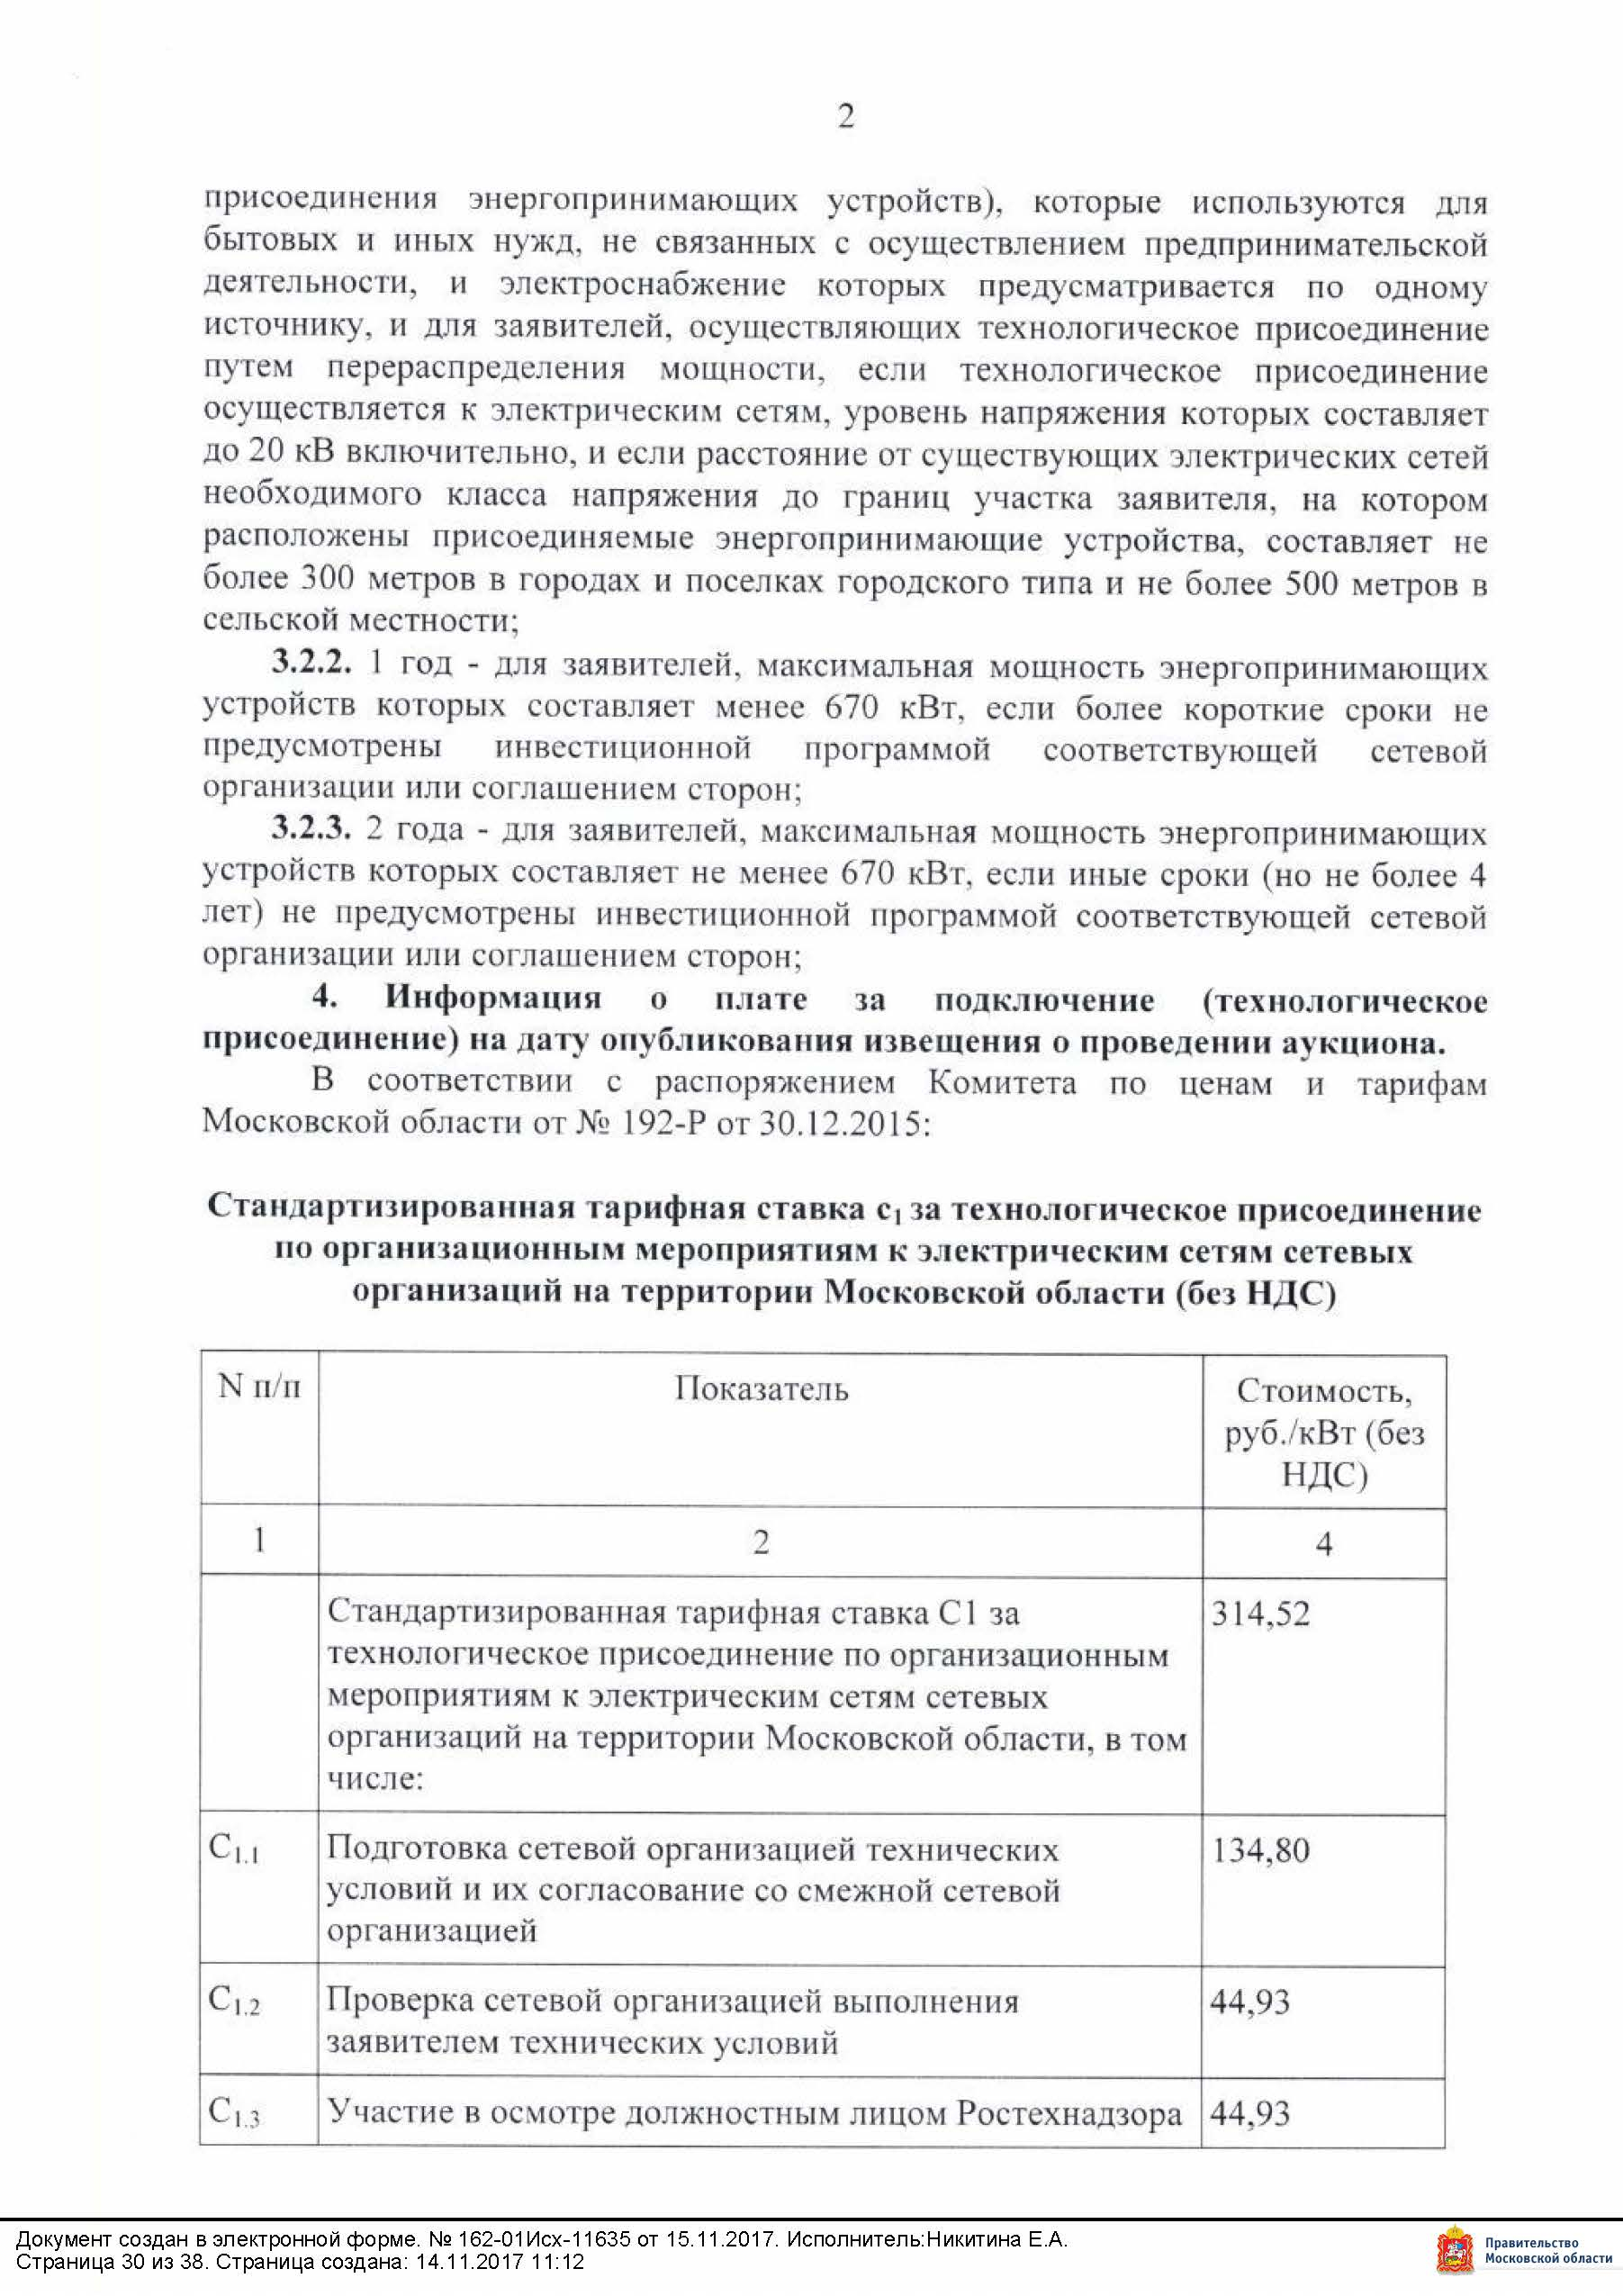 2
присоединения энергопринимающих устройств), которые используются для
бытовых и иных нужд, не связанных с осуществлением предпринимательской
деятельности, и электроснабжение которых предусматривается по одному
источнику, и для заявителей, осуществляющих технологическое присоединение
путем перераспределения мощности, если технологическое присоединение
осуществляется к электрическим сетям, уровень напряжения которых составляет
до 20 кВ включительно, и если расстояние от существующих электрических сетей
необходимого класса напряжения до границ участка заявителя, на котором
расположены присоединяемые энергопринимающие устройства, составляет не
более 300 метров в городах и поселках городского типа и не более 500 метров в
сельской местности;
3.2.2. 1 год - для заявителей, максимальная мощность энергопринимающих
устройств которых составляет менее 670 кВт, если более короткие сроки не
предусмотрены инвестиционной программой соответствующей сетевой
организации или соглашением сторон;
3.2.3. 2 года - для заявителей, максимальная мощность энергопринимающих
устройств которых составляет не менее 670 кВт, если иные сроки (но не более 4
лет) не предусмотрены инвестиционной программой соответствующей сетевой
организации или соглашением сторон;
4. Информация о плате за подключение (технологическое
присоединение) на дату опубликования извещения о проведении аукциона.
В соответствии с распоряжением Комитета по ценам и тарифам
Московской области от № 192-Р от 30.12.2015:
Стандартизированная тарифная ставка с1 за технологическое присоединение
по организационным мероприятиям к электрическим сетям сетевых
организаций на территории Московской области (без НДС)
N п/п Показатель Стоимость,
руб./кВт (без
НДС)
1 2 4
Стандартизированная тарифная ставка С1 за 314,52
технологическое присоединение по организационным
мероприятиям к электрическим сетям сетевых
организаций на территории Московской области, в том
числе:
С1.1 Подготовка сетевой организацией технических 134,80
условий и их согласование со смежной сетевой
организацией
С1.2 Проверка сетевой организацией выполнения 44,93
заявителем технических условий
С1.3 Участие в осмотре должностным лицом Ростехнадзора 44,93
Документ создан в электронной форме. № 162-01Исх-11635 от 15.11.2017. Исполнитель:Никитина Е.А.
Страница 30 из 38. Страница создана: 14.11.2017 11:12
Правительство
Московской области